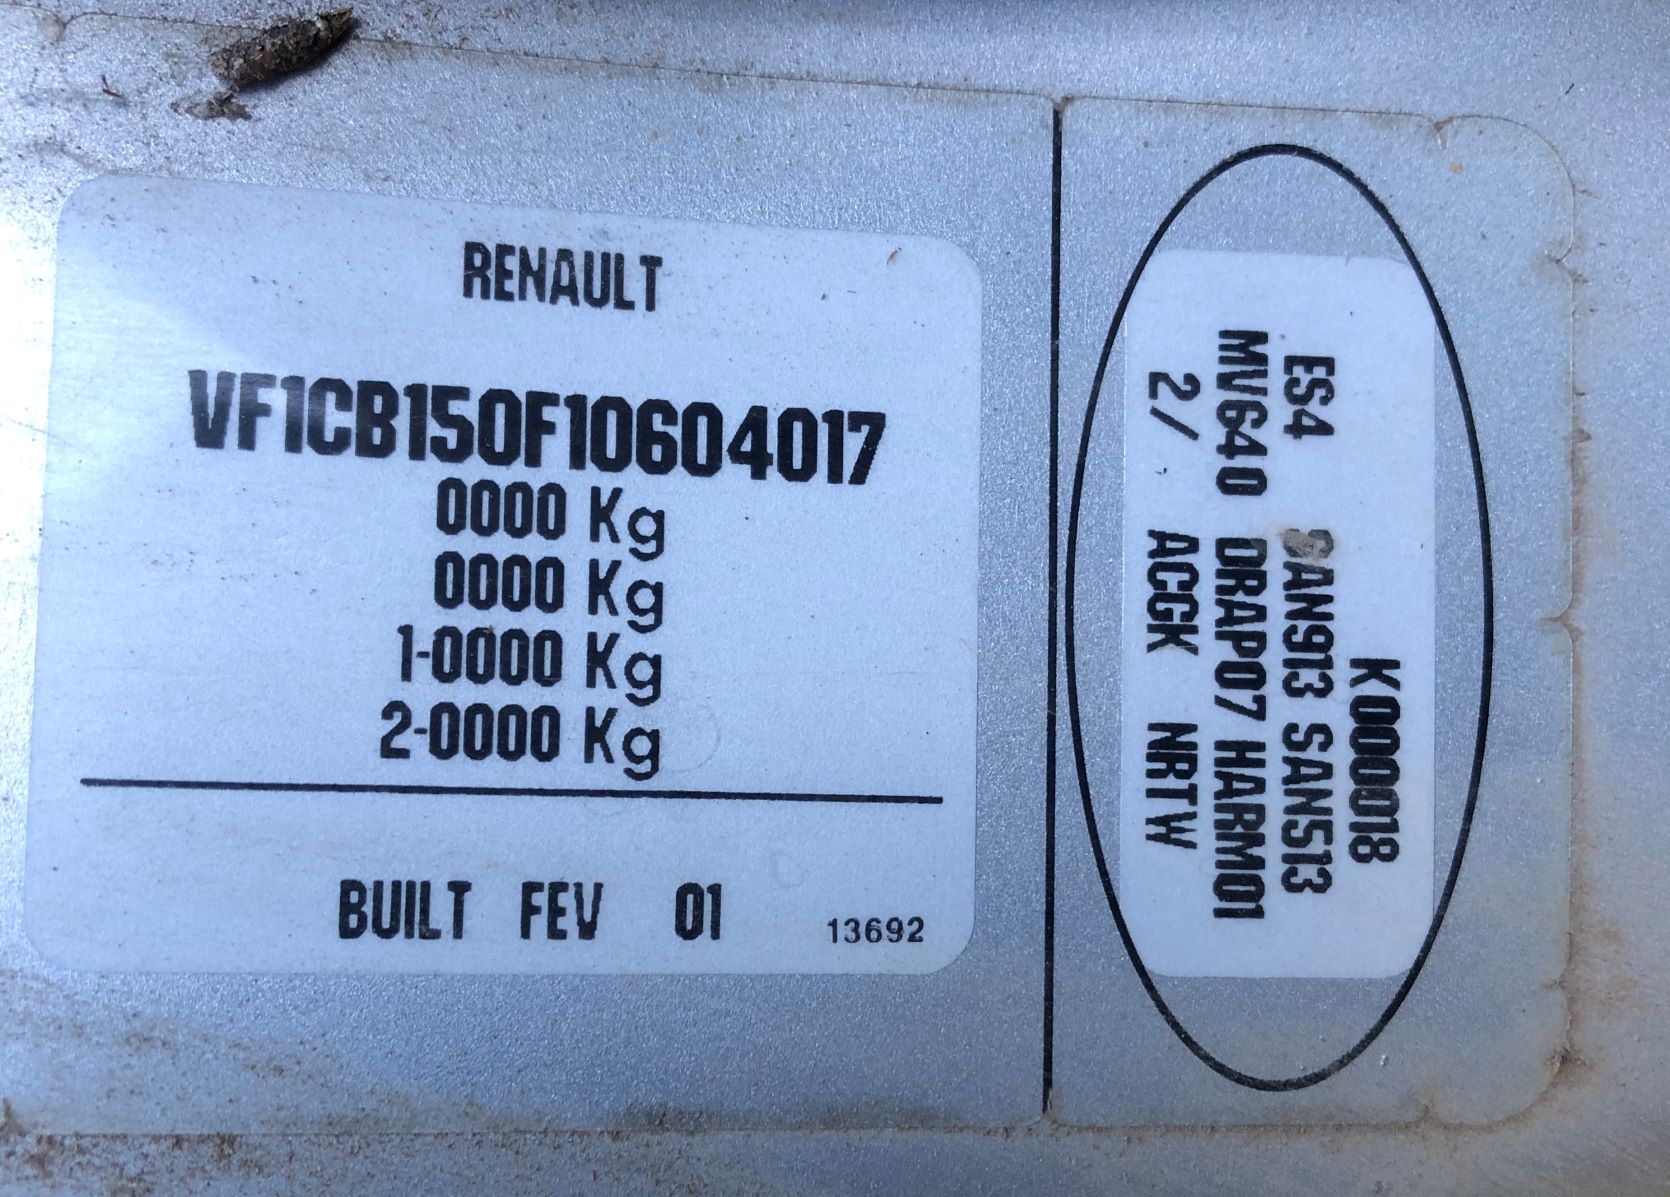 RENAULT
VF1CB150F10604017
0000 Kg
0000 Kg
1-0000 Kg
2-0000 Kg
BUILT FEV 01 13692
K000018
ES4 SAN913 SAN513
MV640 DRAP07 HARM01
2/ ACGK NRTW